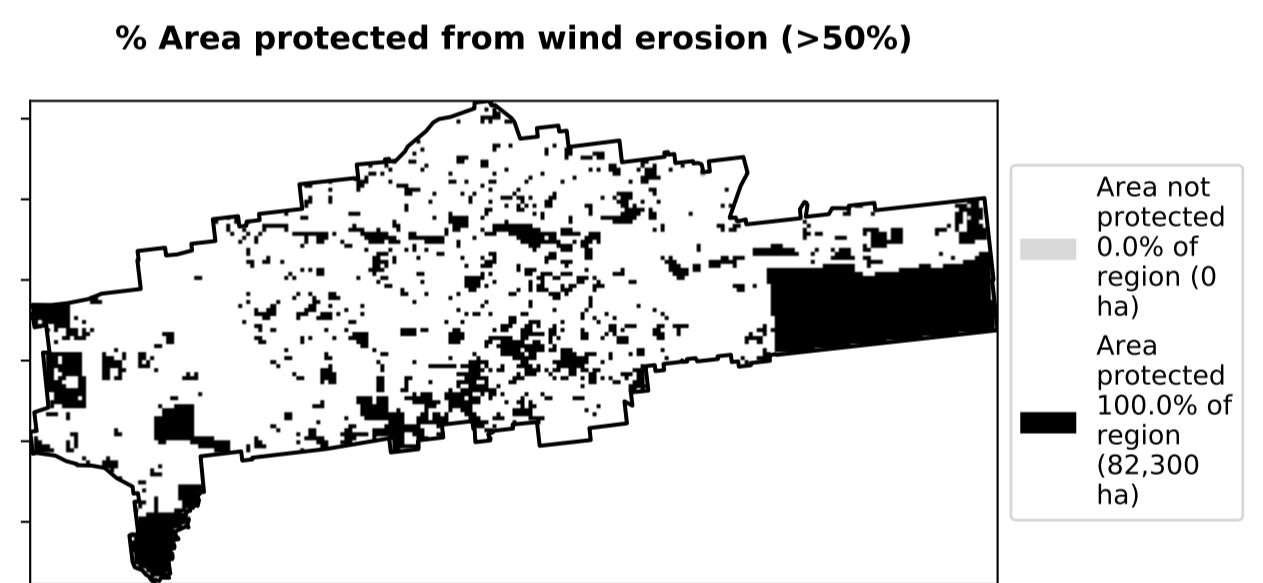 % Area protected from wind erosion (>50%)
Area not
protected
0.0% of
region (0
ha)
Area
protected
100.0% of
region
(82,300
ha)